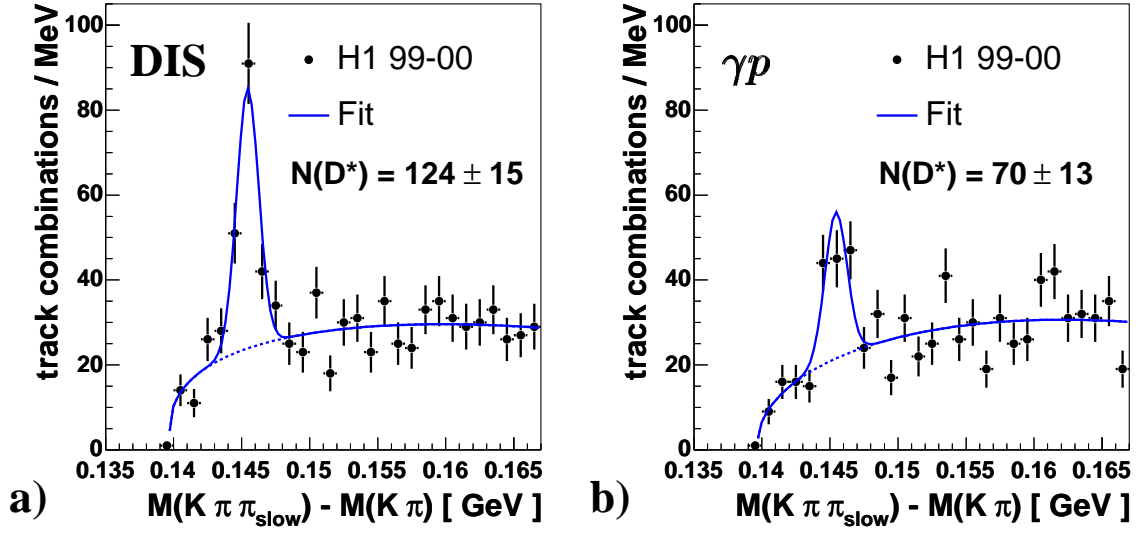 track combinations / MeV
100
80
60
40
20
0
DIS
H1 99-00
Fit
N(D*) = 124 ± 15
0.135 0.14 0.145 0.15 0.155 0.16 0.165
M(K π π slow) - M(K π) [ GeV ]
a)
track combinations / MeV
100
80
60
40
20
0
γp
H1 99-00
Fit
N(D*) = 70 ± 13
0.135 0.14 0.145 0.15 0.155 0.16 0.165
M(K π π slow) - M(K π) [ GeV ]
b)